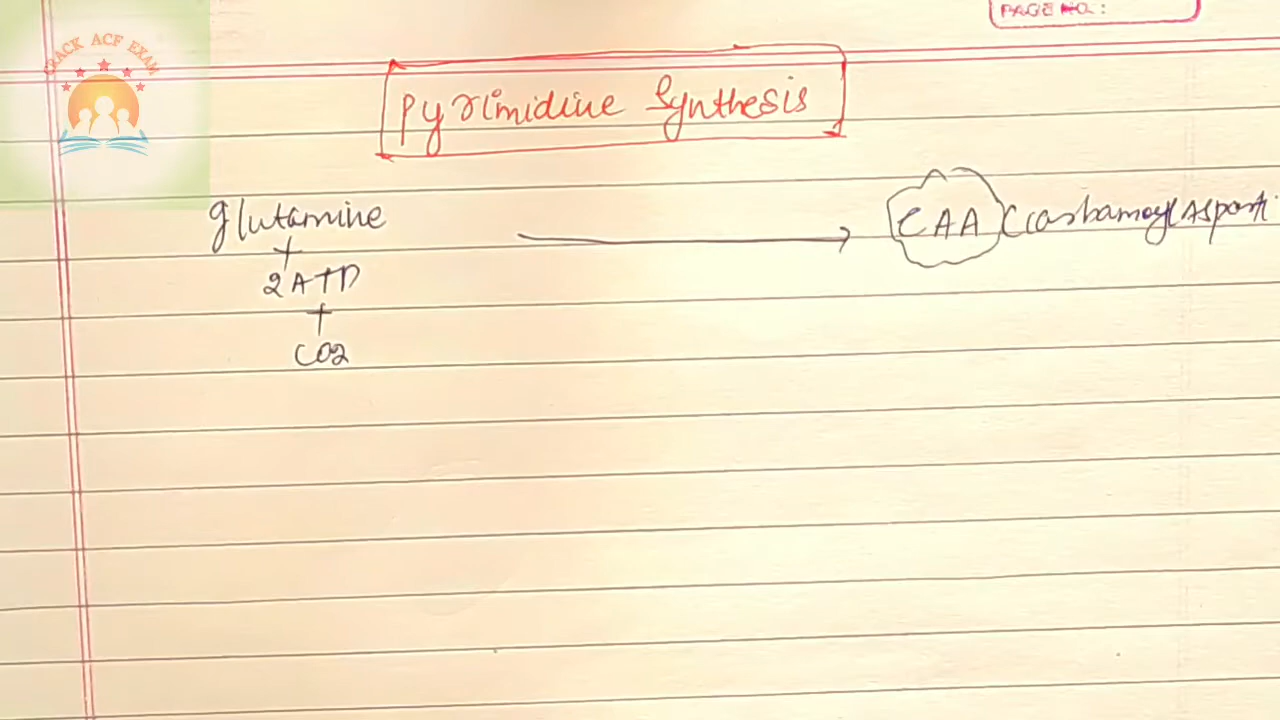 PAGE NO.:
CRACK ACF EXAM
Pyrimidine Synthesis
glutamine
CAA (Carbamoyl Asparti
+
2ATP
+
CO2